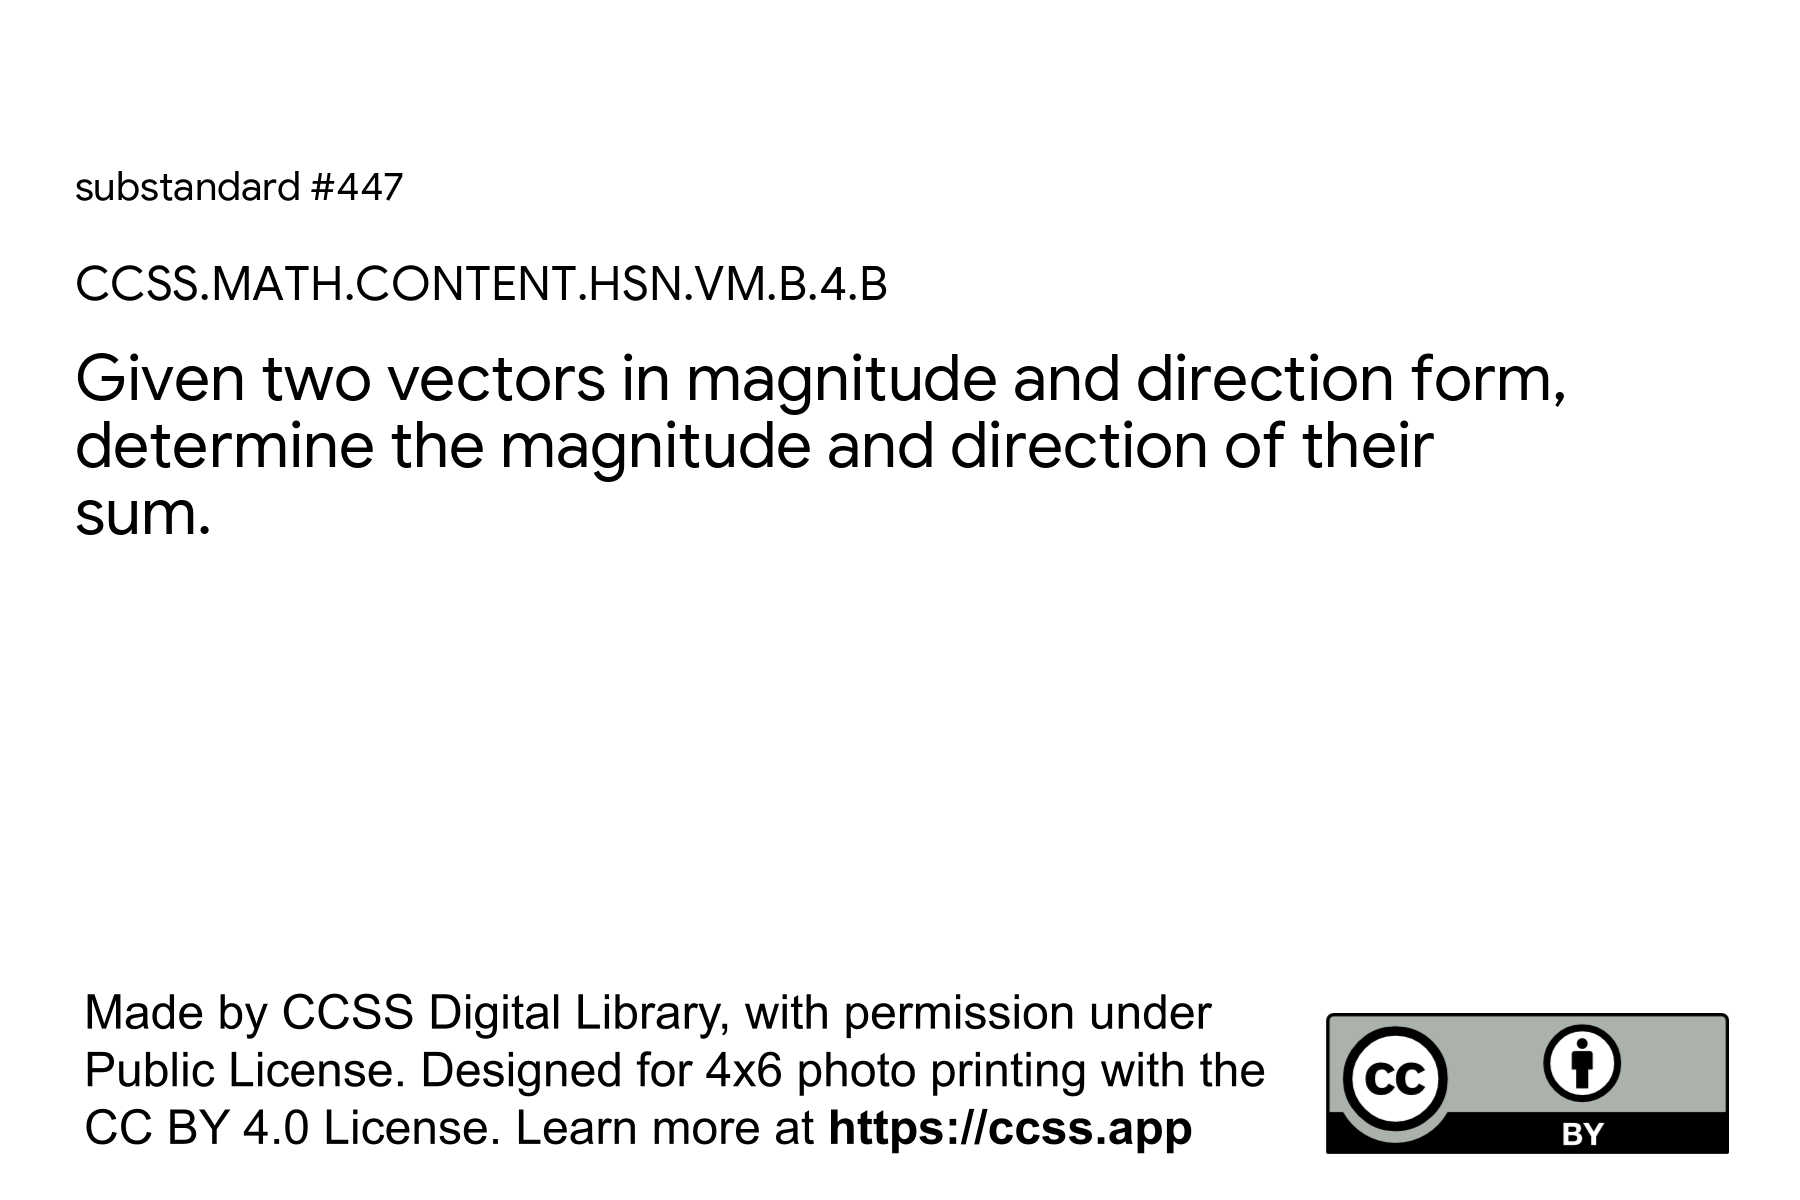 substandard #447
CCSS.MATH.CONTENT.HSN.VM.B.4.B
Given two vectors in magnitude and direction form,
determine the magnitude and direction of their
sum.
Made by CCSS Digital Library, with permission under
Public License. Designed for 4x6 photo printing with the
CC BY 4.0 License. Learn more at https://ccss.app
CC
BY